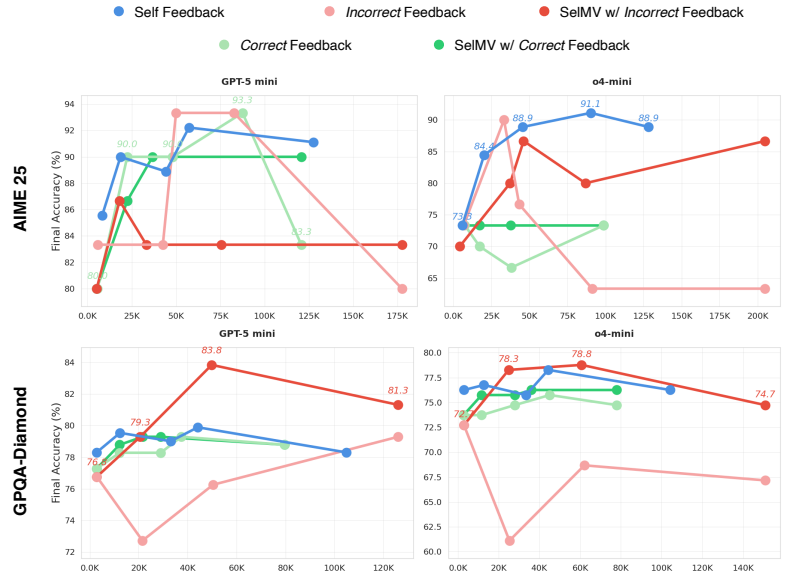 Self Feedback
Incorrect Feedback
SelMV w/ Incorrect Feedback
Correct Feedback
SelMV w/ Correct Feedback
AIME 25
GPT-5 mini
Final Accuracy (%)
94
92
90
88
86
84
82
80
93.3
90.0
83.3
0.0K 25K 50K 75K 100K 125K 150K 175K
o4-mini
90
85
80
75
70
65
91.1
88.9
88.9
84.4
0.0K 25K 50K 75K 100K 125K 150K 175K 200K
GPQA-Diamond
GPT-5 mini
Final Accuracy (%)
84
82
80
78
76
74
72
83.8
81.3
79.3
76.8
0.0K 20K 40K 60K 80K 100K 120K
o4-mini
80.0
77.5
75.0
72.5
70.0
67.5
65.0
62.5
60.0
78.3
78.8
74.7
0.0K 20K 40K 60K 80K 100K 120K 140K